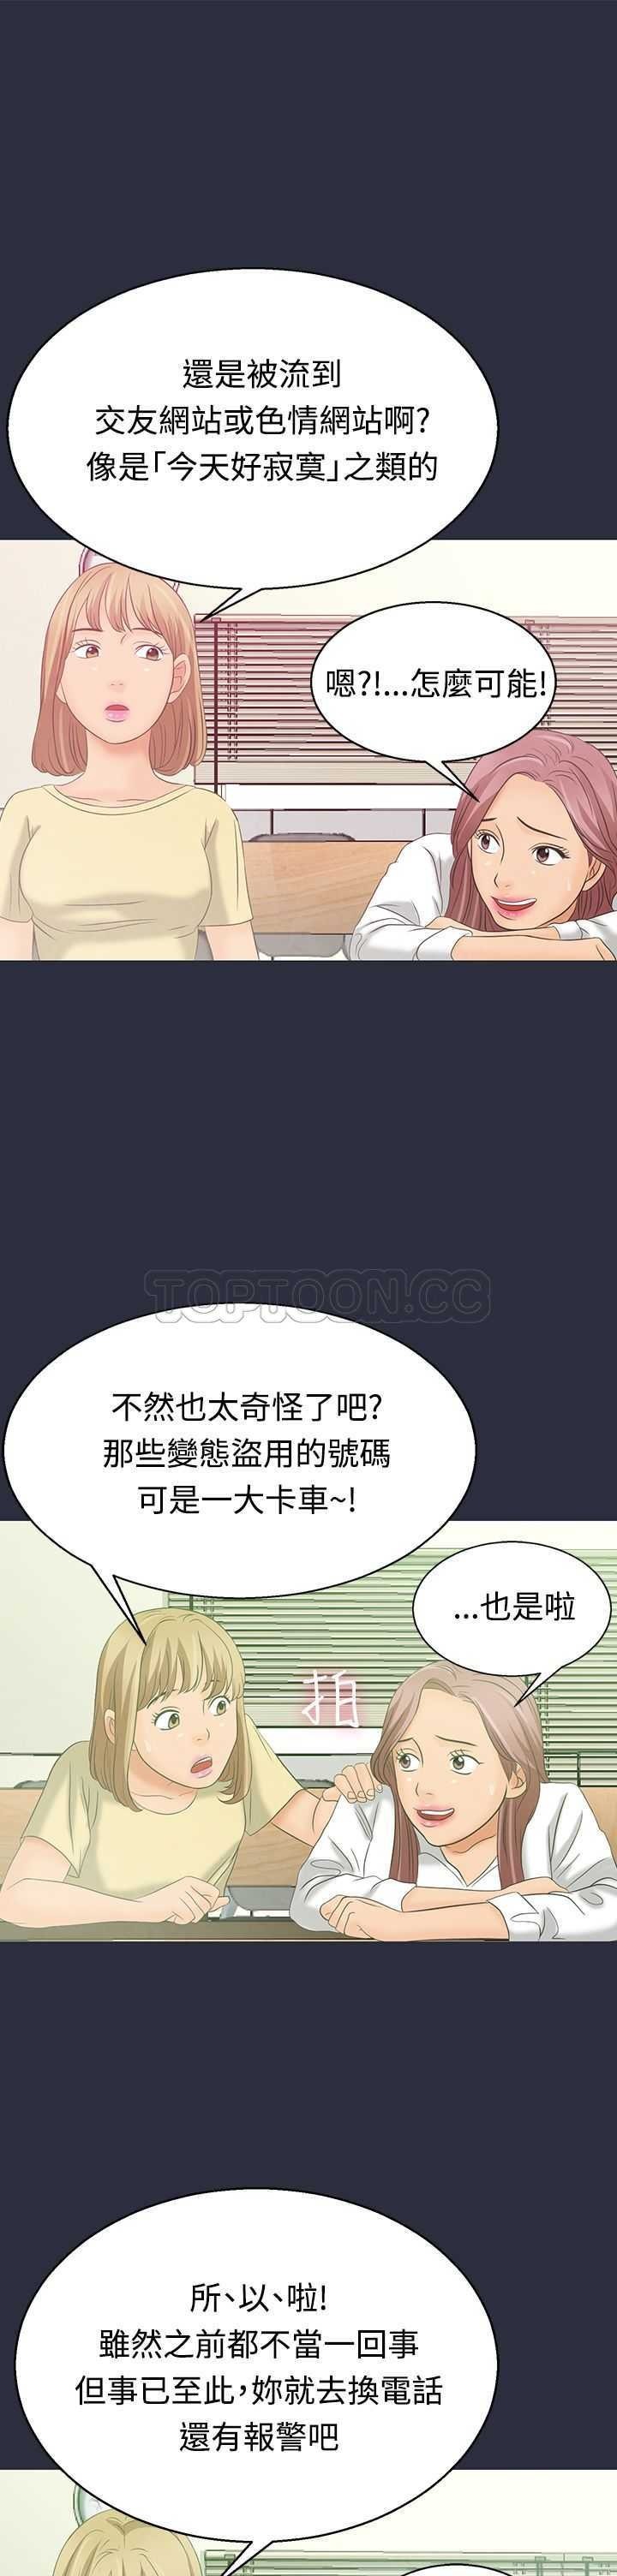 還是被流到
交友網站或色情網站啊?
像是「今天好寂寞」之類的
嗯?!...怎麼可能!
TOPTOON.CC
不然也太奇怪了吧?
那些變態盜用的號碼
可是一大卡車~!
...也是啦
拍
所、以、啦!
雖然之前都不當一回事
但事已至此,妳就去換電話
還有報警吧